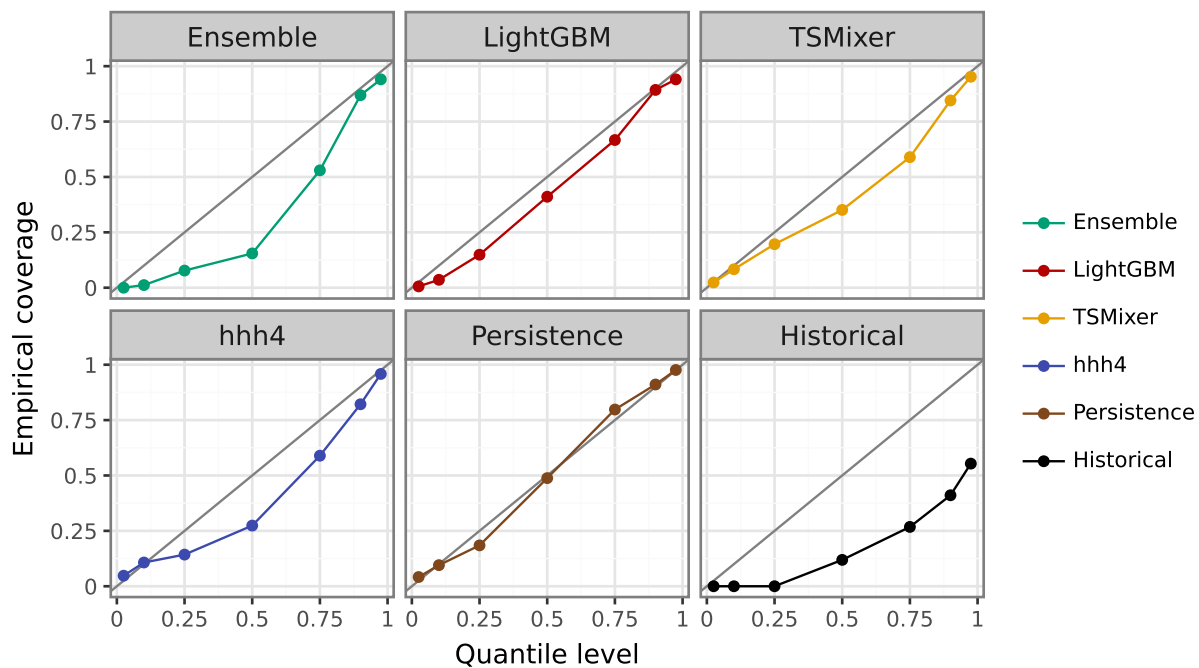 Ensemble
LightGBM
TSMixer
1
0.75
0.5
0.25
0
hhh4
Persistence
Historical
1
0.75
0.5
0.25
0
0 0.25 0.5 0.75 1
0 0.25 0.5 0.75 1
0 0.25 0.5 0.75 1
Quantile level
Empirical coverage
Ensemble
LightGBM
TSMixer
hhh4
Persistence
Historical